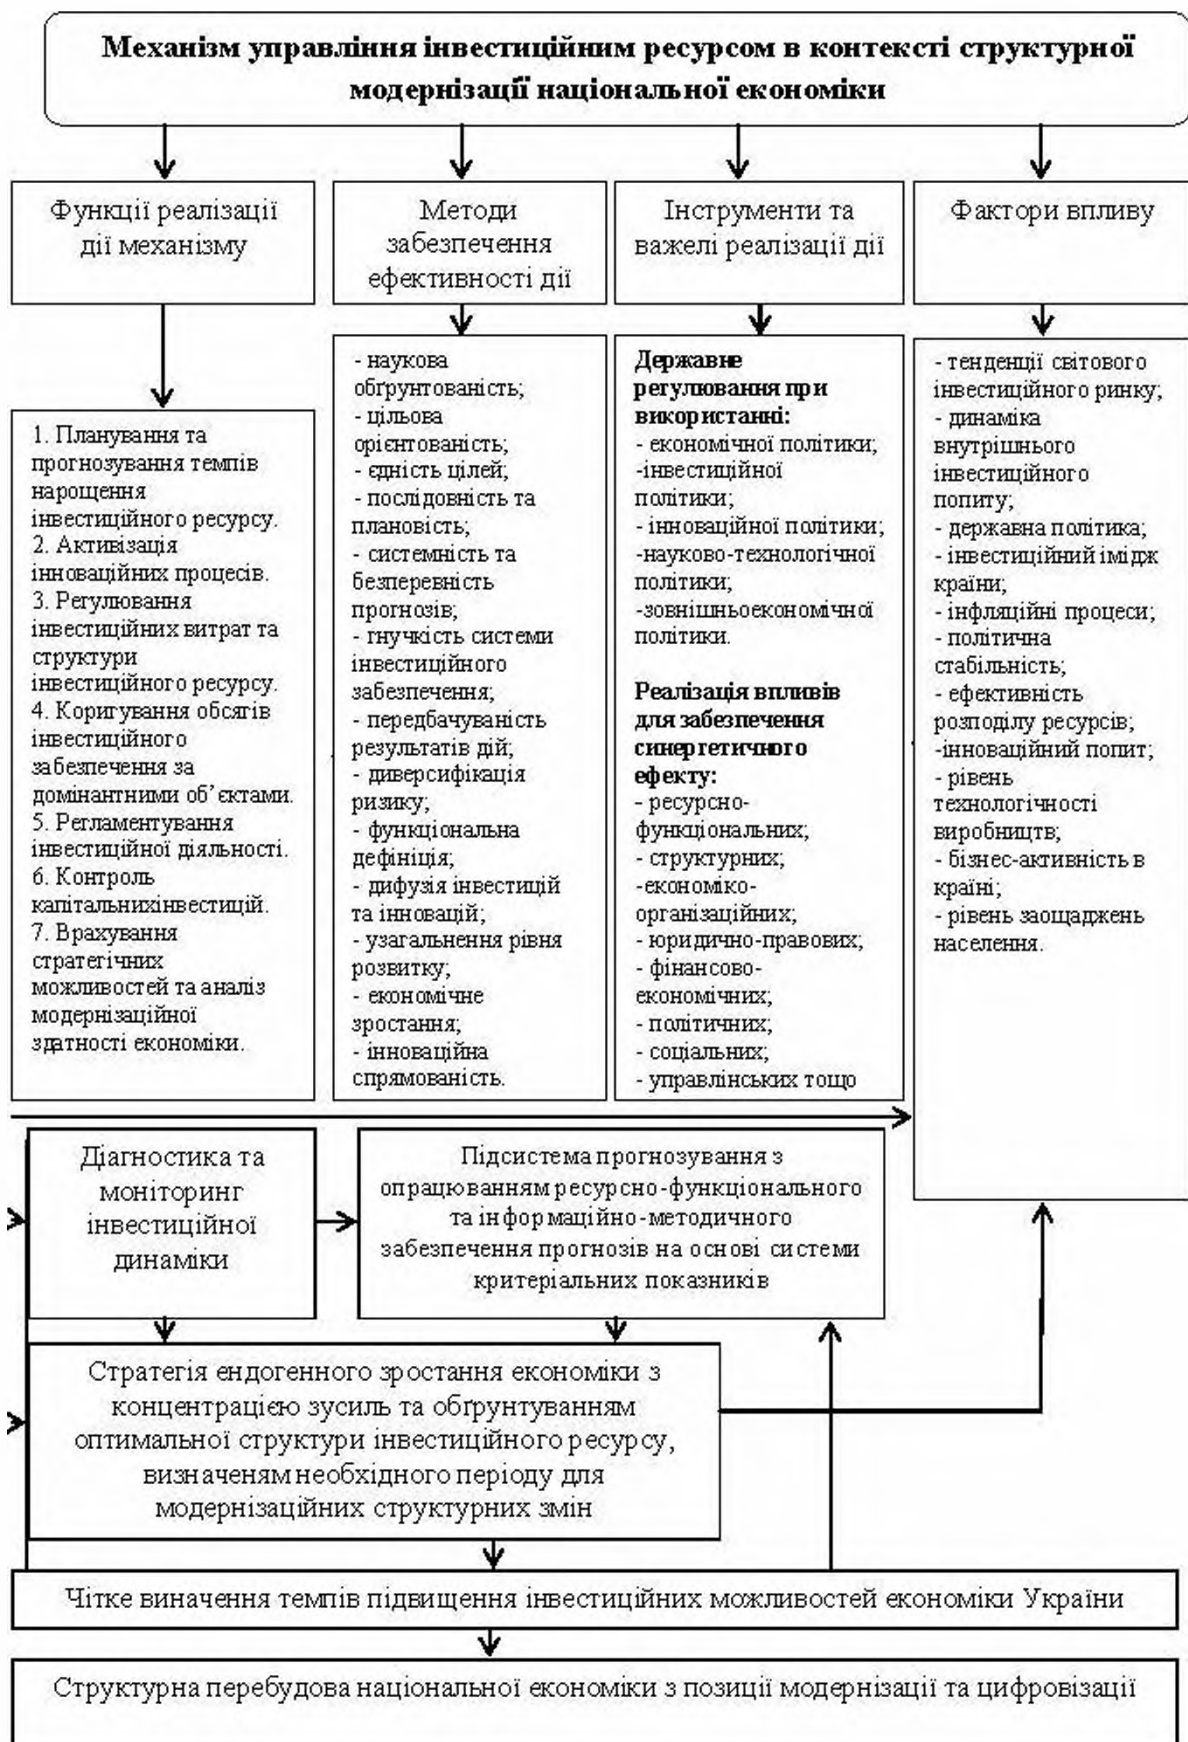 Механізм управління інвестиційним ресурсом в контексті структурної
модернізації національної економіки
Функції реалізації
дії механізму
Методи
забезпечення
ефективності дії
Інструменти та
важелі реалізації дії
Фактори впливу
1. Планування та
прогнозування темпів
нарощення
інвестиційного ресурсу.
2. Активізація
інноваційних процесів.
3. Регулювання
інвестиційних витрат та
структури
інвестиційного ресурсу.
4. Коригування обсягів
інвестиційного
забезпечення за
домінантними об’єктами.
5. Регламентування
інвестиційної діяльності.
6. Контроль
капітальнихінвестицій.
7. Врахування
стратегічних
можливостей та аналіз
модернізаційної
здатності економіки.
- наукова
обґрунтованість;
- цільова
орієнтованість;
- єдність цілей;
- послідовність та
плановість;
- системність та
безперевність
прогнозів;
- гнучкість системи
інвестиційного
забезпечення;
- передбачуваність
результатів дій;
- диверсифікація
ризику;
- функціональна
дефініція;
- дифузія інвестицій
та інновацій;
- узагальнення рівня
розвитку;
- економічне
зростання;
- інноваційна
спрямованість.
Державне
регулювання при
використанні:
- економічної політики;
-інвестиційної
політики;
- інноваційної політики;
-науково-технологічної
політики;
-зовнішньоекономічної
політики.
Реалізація впливів
для забезпечення
синергетичного
ефекту:
- ресурсно-
функціональних;
- структурних;
-економіко-
організаційних;
- юридично-правових;
- фінансово-
економічних;
- політичних;
- соціальних;
- управлінських тощо
- тенденції світового
інвестиційного ринку;
- динаміка
внутрішнього
інвестиційного
попиту;
- державна політика;
- інвестиційний імідж
країни;
- інфляційні процеси;
- політична
стабільність;
- ефективність
розподілу ресурсів;
-інноваційний попит;
- рівень
технологічності
виробництв;
- бізнес-активність в
країні;
- рівень заощаджень
населення.
Діагностика та
моніторинг
інвестиційної
динаміки
Підсистема прогнозування з
опрацюванням ресурсно-функціонального
та інформаційно-методичного
забезпечення прогнозів на основі системи
критеріальних показників
Стратегія ендогенного зростання економіки з
концентрацією зусиль та обґрунтуванням
оптимальної структури інвестиційного ресурсу,
визначеням необхідного періоду для
модернізаційних структурних змін
Чітке виначення темпів підвищення інвестиційних можливостей економіки України
Структурна перебудова національної економіки з позиції модернізації та цифровізації